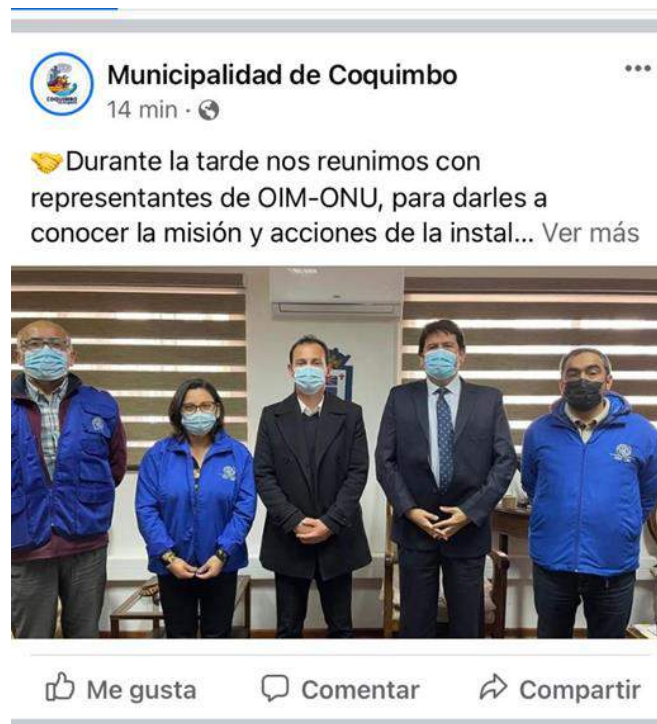 COQUIMBO
Municipalidad de Coquimbo
14 min ·
Durante la tarde nos reunimos con
representantes de OIM-ONU, para darles a
conocer la misión y acciones de la instal... Ver más
Me gusta
Comentar
Compartir